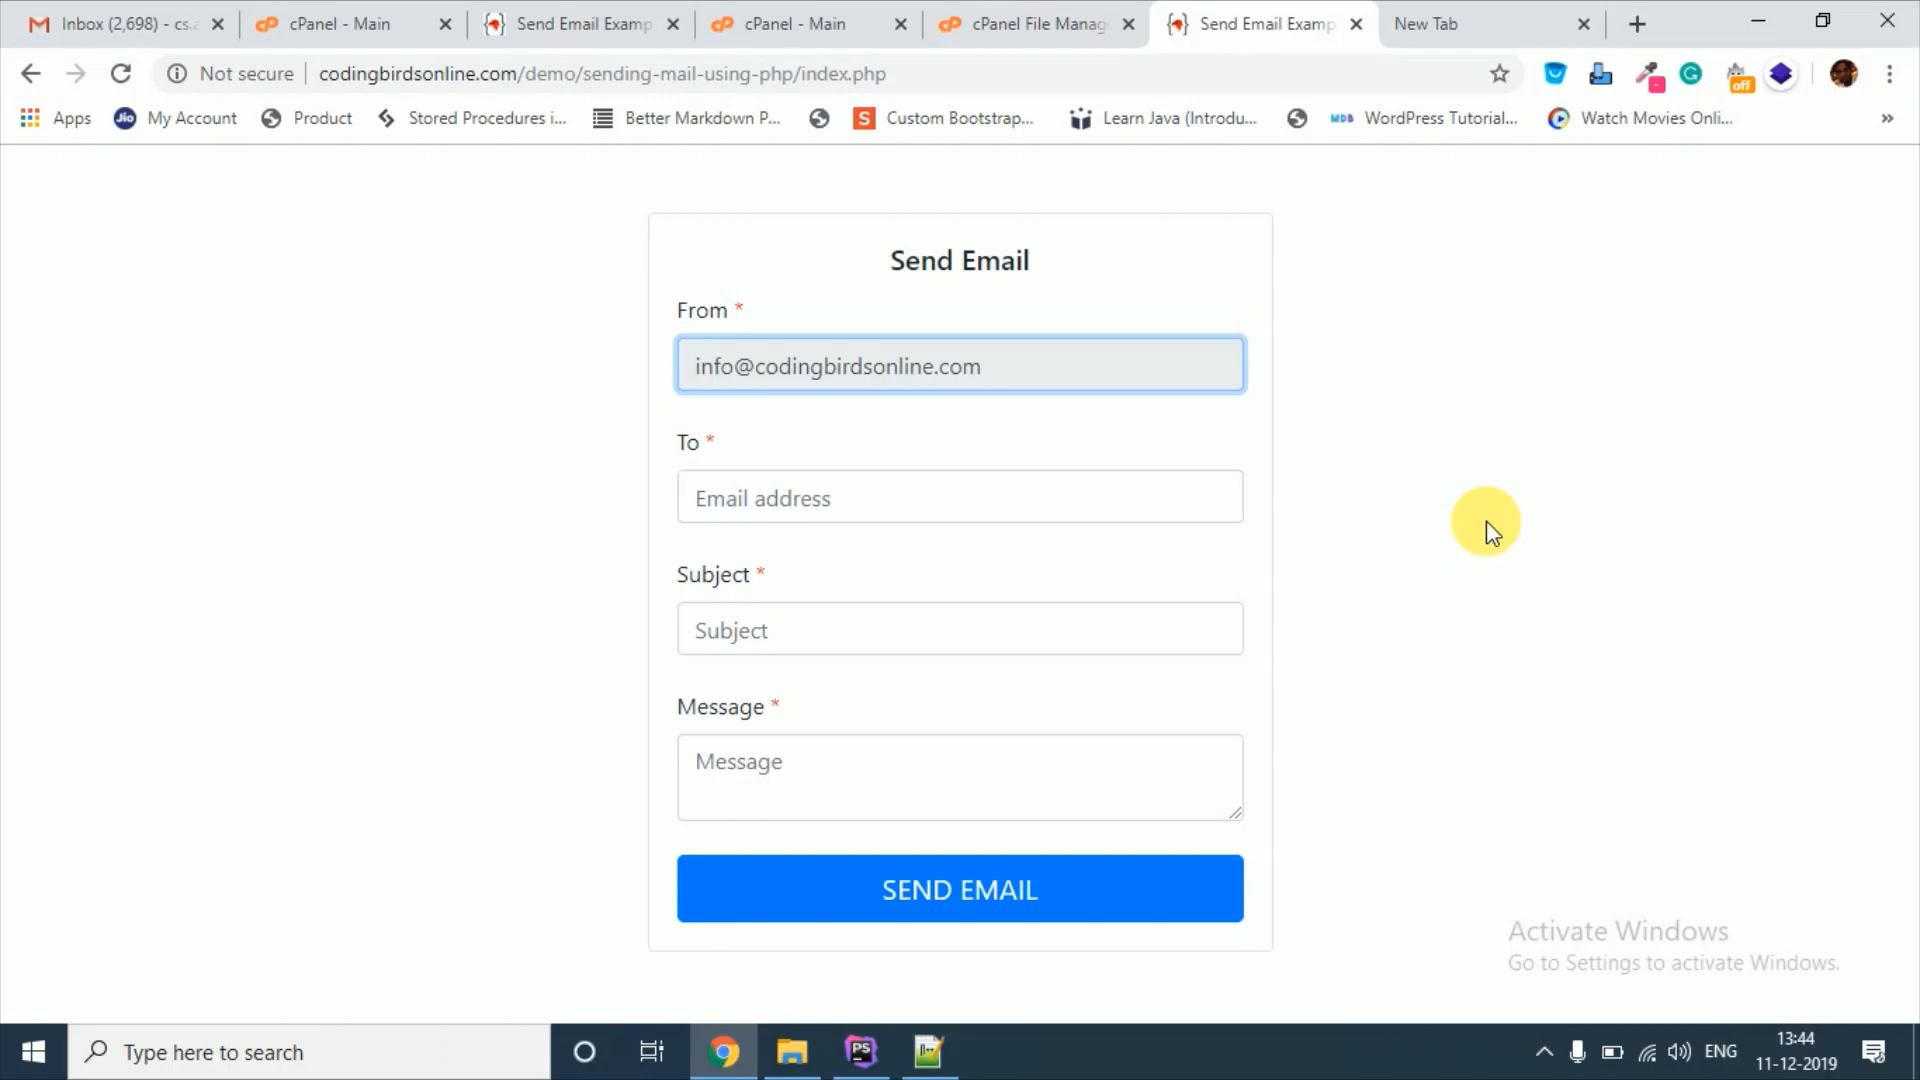 Inbox (2,698) - cs.a
cPanel - Main
Send Email Examp
cPanel - Main
cPanel File Manag
Send Email Examp
New Tab
Not secure
codingbirdsonline.com/demo/sending-mail-using-php/index.php
off
Apps
Jio
My Account
Product
Stored Procedures i...
Better Markdown P...
S
Custom Bootstrap...
Learn Java (Introdu...
MDB
WordPress Tutorial...
Watch Movies Onli...
»
Send Email
From *
info@codingbirdsonline.com
To *
Email address
Subject *
Subject
Message *
Message
SEND EMAIL
Activate Windows
Go to Settings to activate Windows.
Type here to search
PS
ENG
13:44
11-12-2019